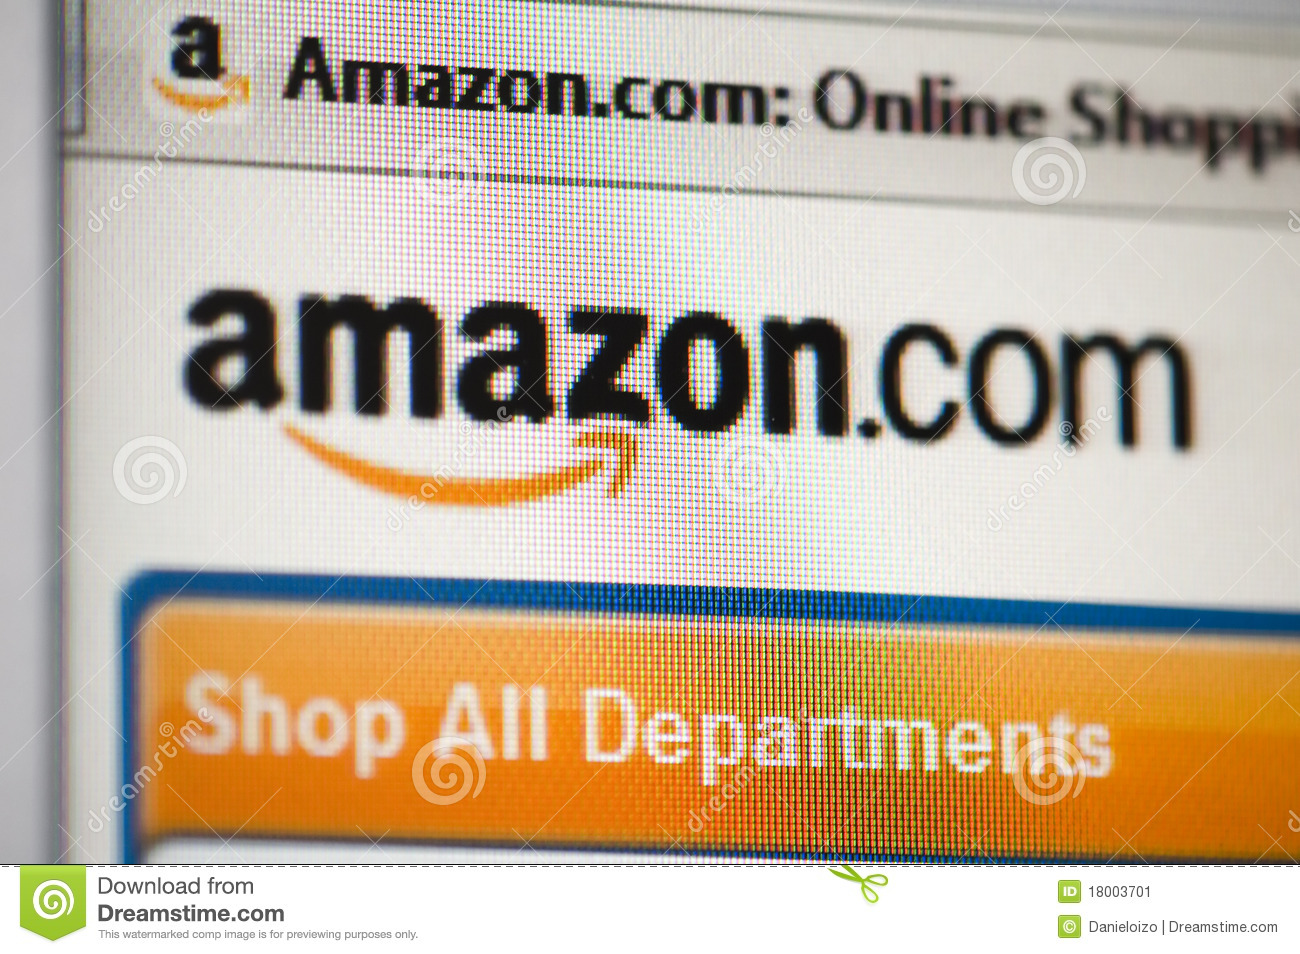 a Amazon.com: Online Shopp
amazon.com
Shop All Departments
dreamstime
Download from
Dreamstime.com
This watermarked comp image is for previewing purposes only.
ID 18003701
© Danieloizo | Dreamstime.com